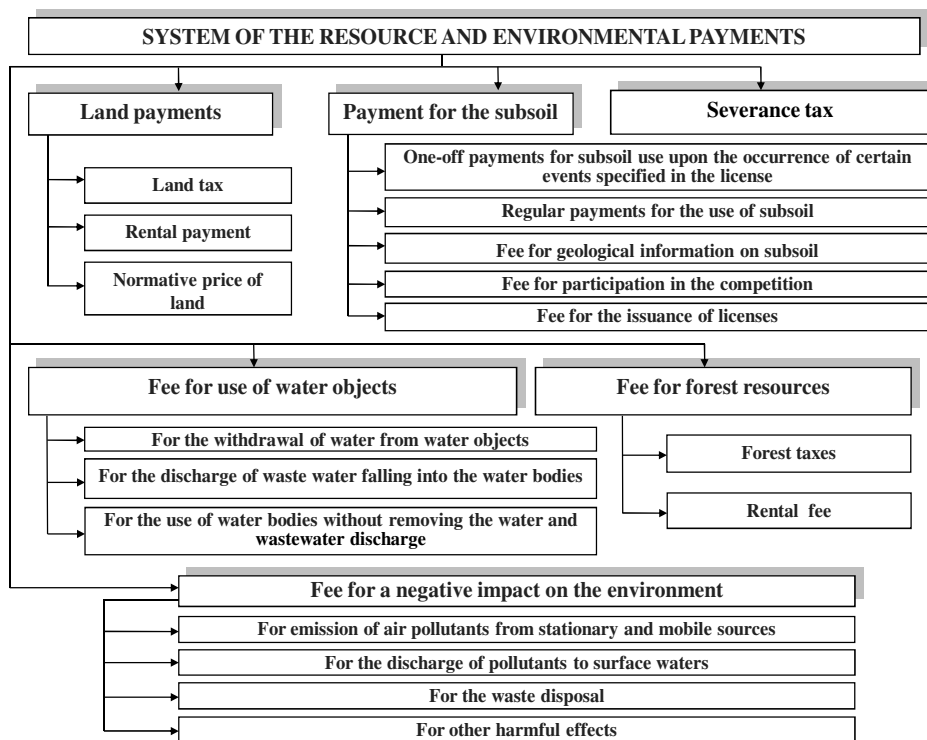 SYSTEM OF THE RESOURCE AND ENVIRONMENTAL PAYMENTS
Land payments
Payment for the subsoil
Severance tax
Land tax
Rental payment
Normative price of
land
One-off payments for subsoil use upon the occurrence of certain
events specified in the license
Regular payments for the use of subsoil
Fee for geological information on subsoil
Fee for participation in the competition
Fee for the issuance of licenses
Fee for use of water objects
Fee for forest resources
For the withdrawal of water from water objects
For the discharge of waste water falling into the water bodies
For the use of water bodies without removing the water and
wastewater discharge
Forest taxes
Rental fee
Fee for a negative impact on the environment
For emission of air pollutants from stationary and mobile sources
For the discharge of pollutants to surface waters
For the waste disposal
For other harmful effects